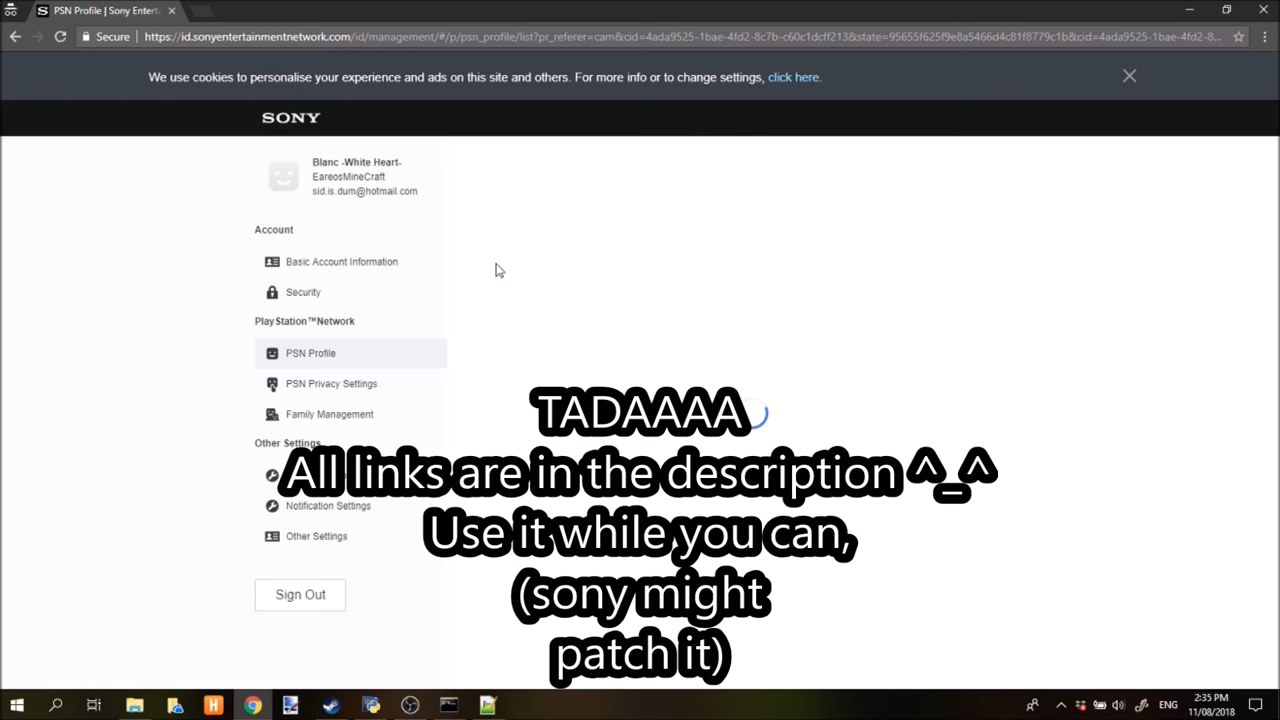 PSN Profile | Sony Entert
Secure
https://id.sonyentertainmentnetwork.com/id/management/#/p/psn_profile/list?pr_referer=cam&cid=4ada9525-1bae-4fd2-8c7b-c60c1dcff213&state=95655f625f9e8a5466d4c81f8779c1b&cid=4ada9525-1bae-4fd2-8...
We use cookies to personalise your experience and ads on this site and others. For more info or to change settings, click here.
SONY
Blanc -White Heart-
EareosMineCraft
sid.is.dum@hotmail.com
Account
Basic Account Information
Security
PlayStation™Network
PSN Profile
PSN Privacy Settings
Family Management
Other Settings
TADAAAA
All links are in the description ^_^
Notification Settings
Use it while you can,
Other Settings
(sony might
Sign Out
patch it)
ENG
2:35 PM
11/08/2018